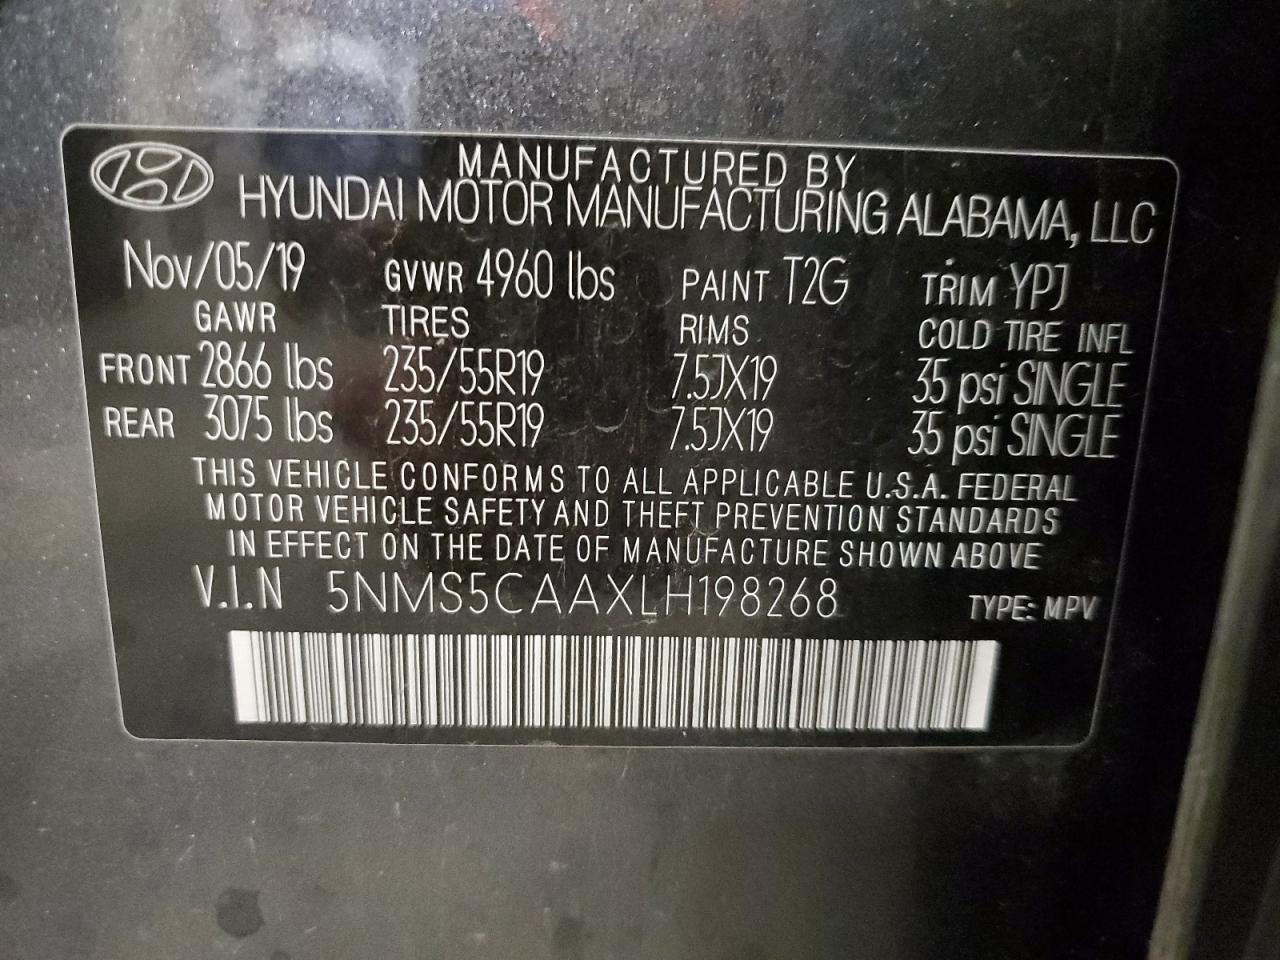 MANUFACTURED BY
HYUNDAI MOTOR MANUFACTURING ALABAMA, LLC
Nov/05/19 GVWR 4960 lbs PAINT T2G TRIM YPJ
GAWR TIRES RIMS COLD TIRE INFL
FRONT 2866 lbs 235/55R19 7.5JX19 35 psi SINGLE
REAR 3075 lbs 235/55R19 7.5JX19 35 psi SINGLE
THIS VEHICLE CONFORMS TO ALL APPLICABLE U.S.A. FEDERAL
MOTOR VEHICLE SAFETY AND THEFT PREVENTION STANDARDS
IN EFFECT ON THE DATE OF MANUFACTURE SHOWN ABOVE
V.I.N 5NMS5CAAXLH198268 TYPE: MPV